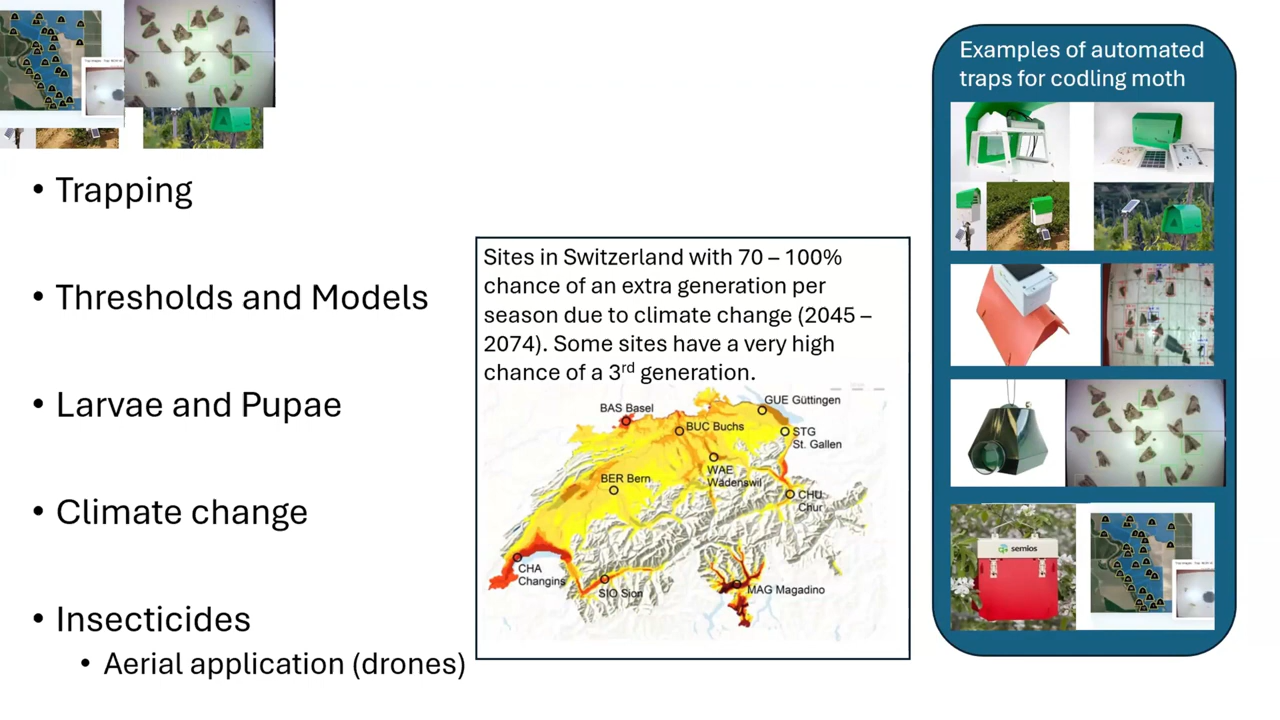 • Trapping
• Thresholds and Models
• Larvae and Pupae
• Climate change
• Insecticides
• Aerial application (drones)
Sites in Switzerland with 70 – 100%
chance of an extra generation per
season due to climate change (2045 –
2074). Some sites have a very high
chance of a 3rd generation.
BAS Basel
GUE Güttingen
BUC Buchs
STG
St. Gallen
WAE
Wädenswil
BER Bern
CHU
Chur
CHA
Changins
SIO Sion
MAG Magadino
Examples of automated
traps for codling moth
semios